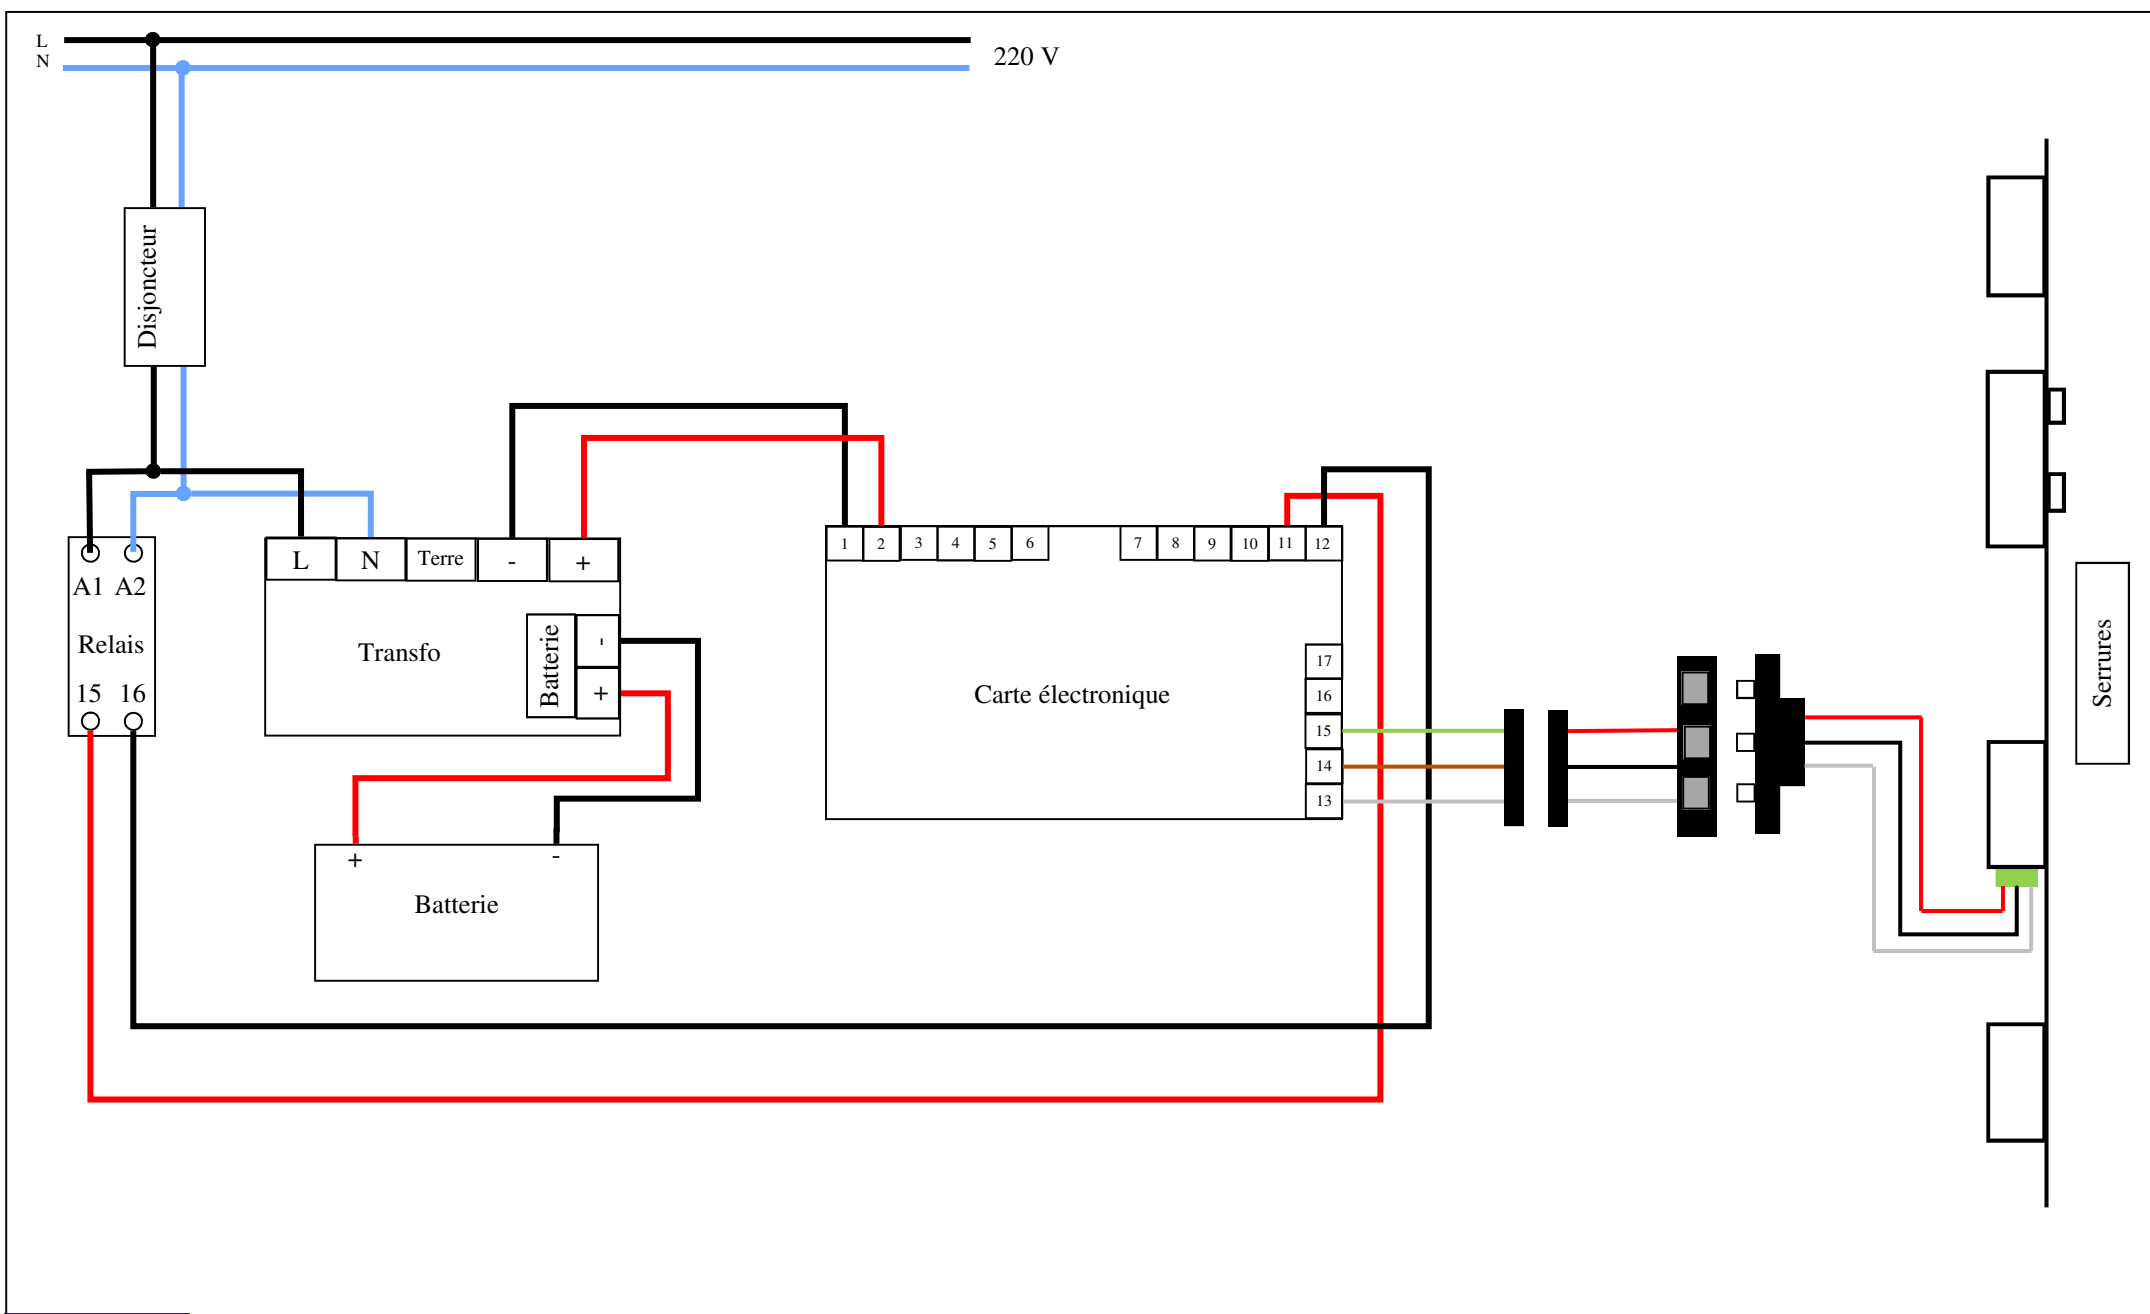 L
N
220 V
Disjoncteur
A1 A2
Relais
15 16
L N Terre - +
Transfo
Batterie
-
+
+ -
Batterie
1 2 3 4 5 6 7 8 9 10 11 12
Carte électronique
17
16
15
14
13
Serrures